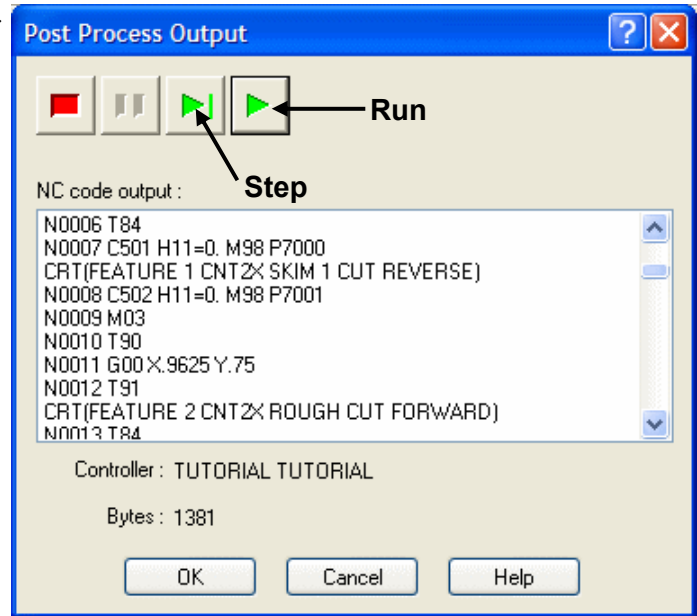 Post Process Output
Run
Step
NC code output :
N0006 T84
N0007 C501 H11=0. M98 P7000
CRT(FEATURE 1 CNT2X SKIM 1 CUT REVERSE)
N0008 C502 H11=0. M98 P7001
N0009 M03
N0010 T90
N0011 G00 X.9625 Y.75
N0012 T91
CRT(FEATURE 2 CNT2X ROUGH CUT FORWARD)
N0013 T84
Controller : TUTORIAL TUTORIAL
Bytes : 1381
OK Cancel Help